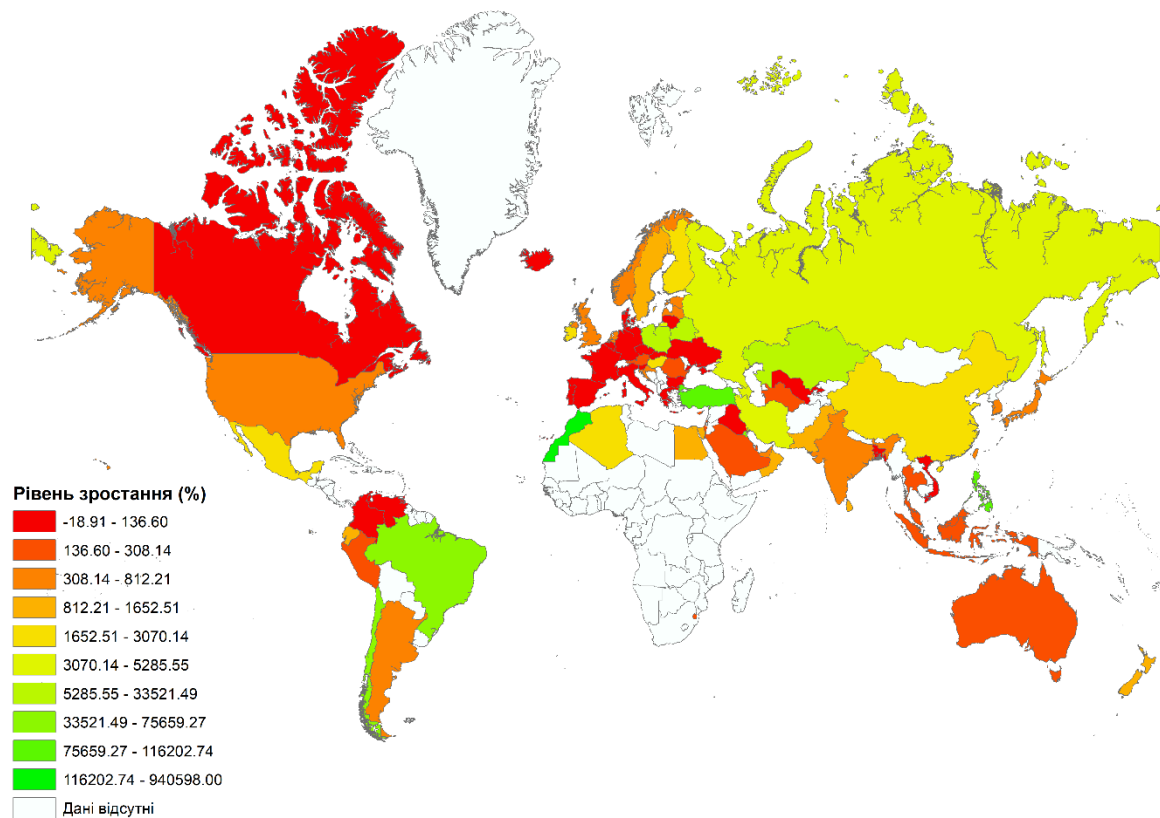 Рівень зростання (%)
-18.91 - 136.60
136.60 - 308.14
308.14 - 812.21
812.21 - 1652.51
1652.51 - 3070.14
3070.14 - 5285.55
5285.55 - 33521.49
33521.49 - 75659.27
75659.27 - 116202.74
116202.74 - 940598.00
Дані відсутні